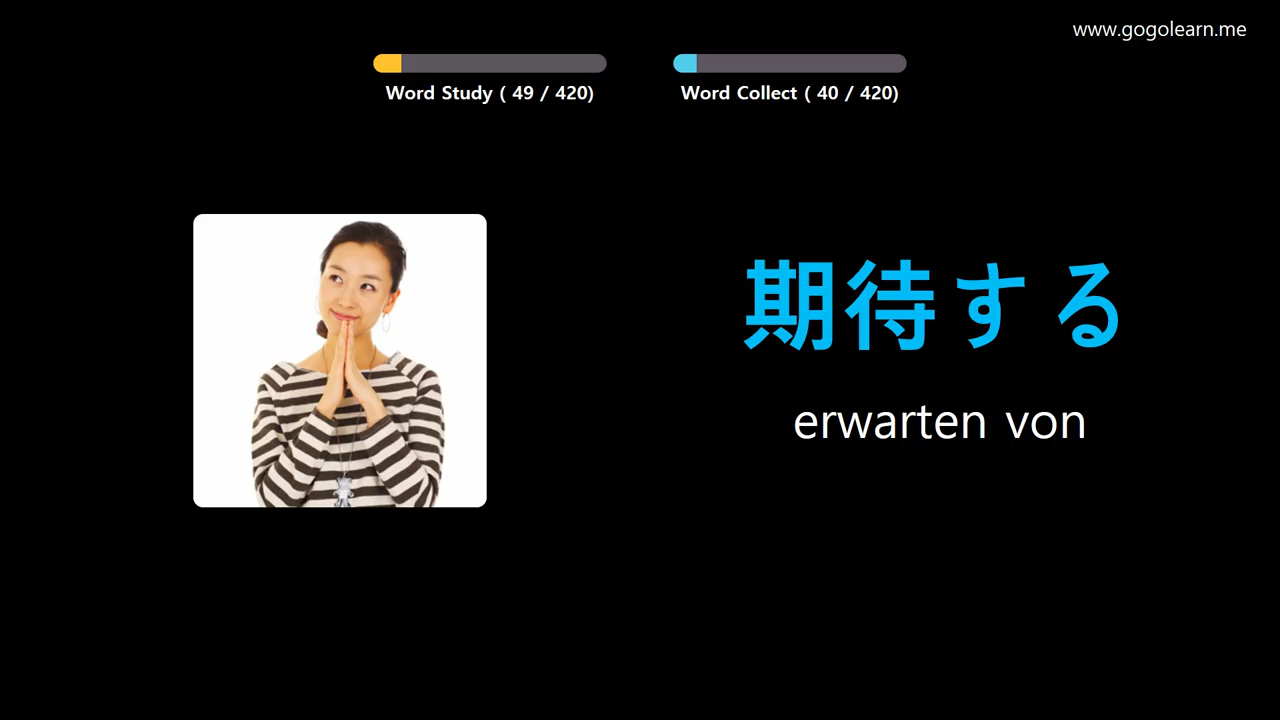 www.gogolearn.me
Word Study ( 49 / 420)
Word Collect ( 40 / 420)
期待する
erwarten von